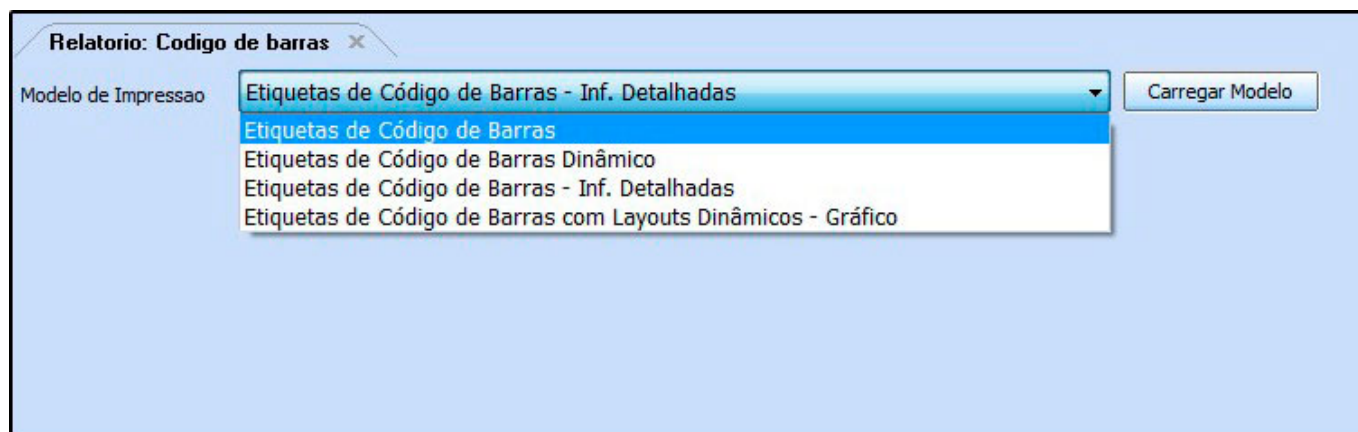 Relatorio: Codigo de barras
Modelo de Impressao Etiquetas de Código de Barras - Inf. Detalhadas Carregar Modelo
Etiquetas de Código de Barras
Etiquetas de Código de Barras Dinâmico
Etiquetas de Código de Barras - Inf. Detalhadas
Etiquetas de Código de Barras com Layouts Dinâmicos - Gráfico